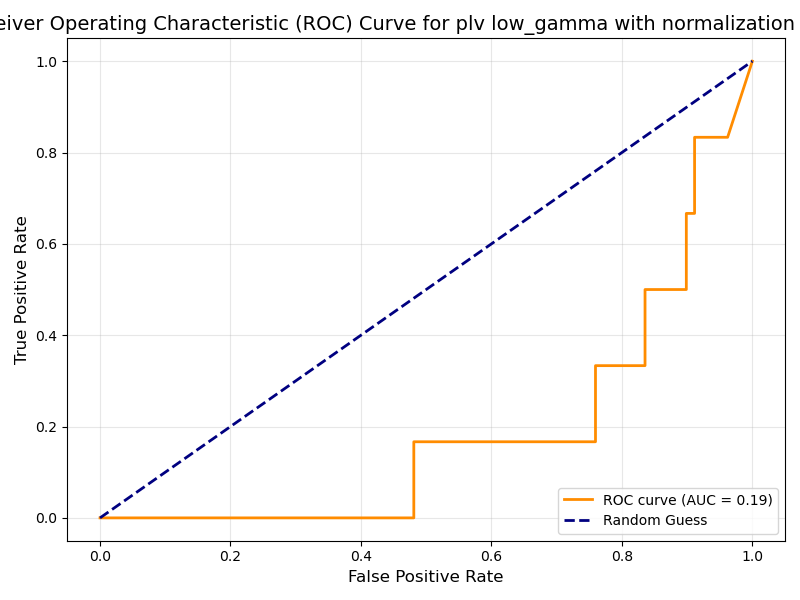 eiver Operating Characteristic (ROC) Curve for plv low_gamma with normalization
1.0
0.8
0.6
0.4
0.2
0.0
True Positive Rate
0.0 0.2 0.4 0.6 0.8 1.0
False Positive Rate
ROC curve (AUC = 0.19)
Random Guess